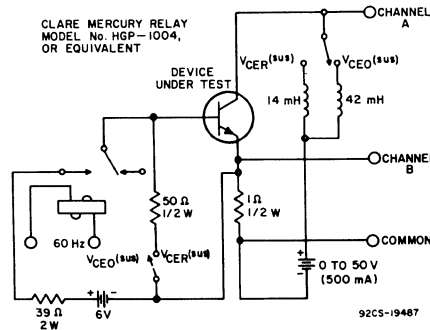 CLARE MERCURY RELAY
MODEL No. HGP-1004,
OR EQUIVALENT
CHANNEL
A
DEVICE
UNDER TEST
VCER(sus)
VCEO(sus)
14 mH
42 mH
CHANNEL
B
50 Ω
1/2 W
1Ω
1/2 W
60 Hz
VCEO(sus)
VCER(sus)
COMMON
+
-
0 TO 50 V
(500 mA)
39 Ω
2 W
+
-
6V
92CS-19487